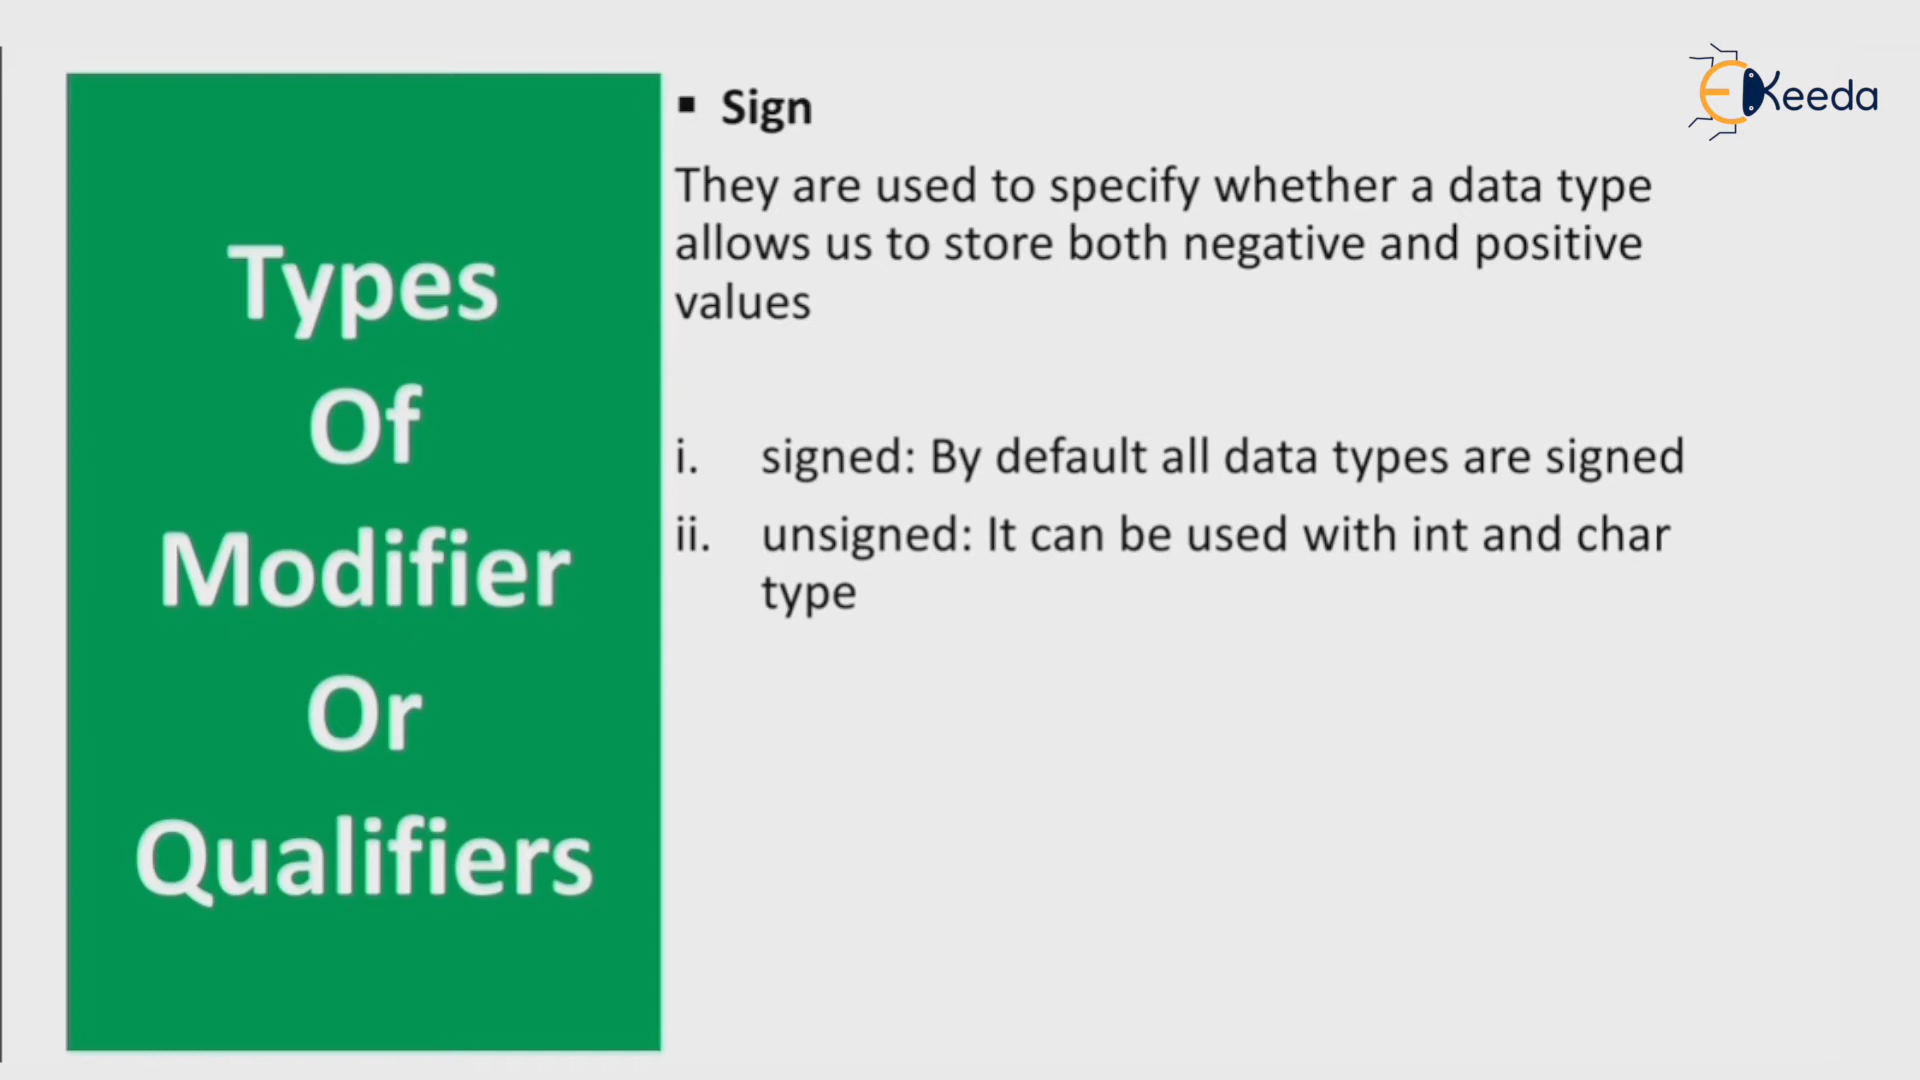 Types
Of
Modifier
Or
Qualifiers
▪ Sign
They are used to specify whether a data type
allows us to store both negative and positive
values
i. signed: By default all data types are signed
ii. unsigned: It can be used with int and char
type
EKeeda